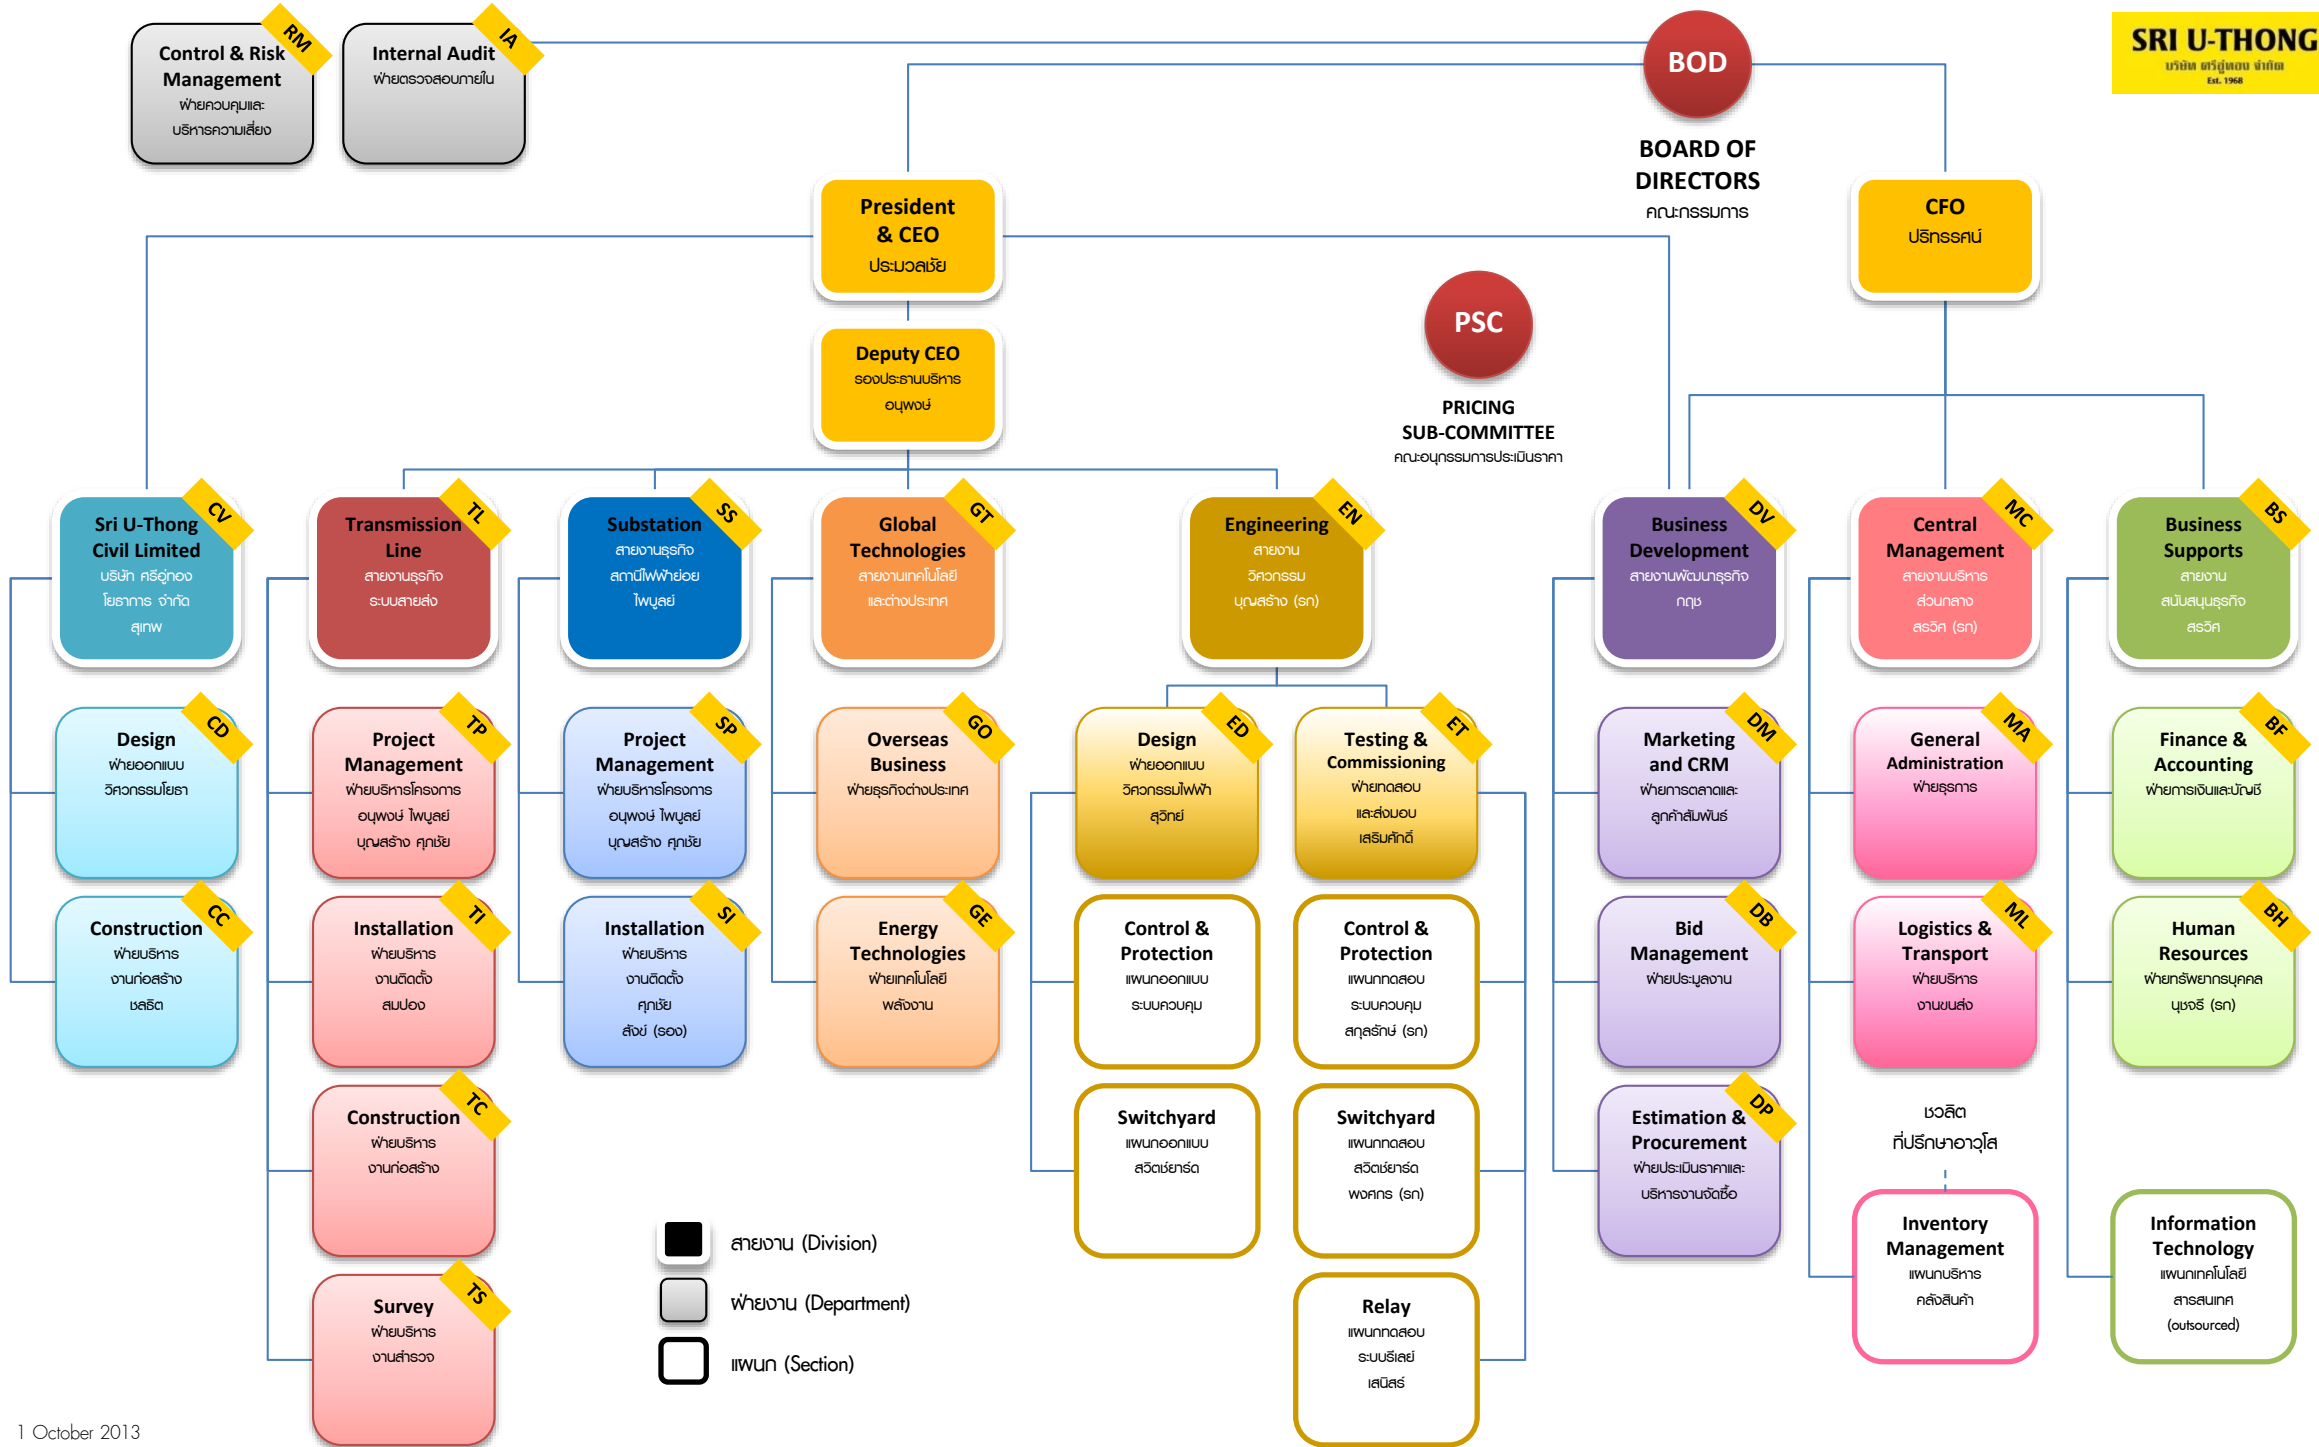 RM
Control & Risk
Management
ฝ่ายควบคุมและ
บริหารความเสี่ยง
IA
Internal Audit
ฝ่ายตรวจสอบภายใน
BOD
BOARD OF
DIRECTORS
คณะกรรมการ
SRI U-THONG
บริษัท ศรีอู่ทอง จำกัด
Est. 1968
President
& CEO
ประมวลชัย
CFO
ปริทรรศน์
Deputy CEO
รองประธานบริหาร
อนุพงษ์
PSC
PRICING
SUB-COMMITTEE
คณะอนุกรรมการประเมินราคา
CV
Sri U-Thong
Civil Limited
บริษัท ศรีอู่ทอง
โยธาการ จำกัด
สุเทพ
TL
Transmission
Line
สายงานธุรกิจ
ระบบสายส่ง
SS
Substation
สายงานธุรกิจ
สถานีไฟฟ้าย่อย
ไพบูลย์
GT
Global
Technologies
สายงานเทคโนโลยี
และต่างประเทศ
EN
Engineering
สายงาน
วิศวกรรม
บุญสร้าง (รก)
DV
Business
Development
สายงานพัฒนาธุรกิจ
กฤช
MC
Central
Management
สายงานบริหาร
ส่วนกลาง
สรวิศ (รก)
BS
Business
Supports
สายงาน
สนับสนุนธุรกิจ
สรวิศ
CD
Design
ฝ่ายออกแบบ
วิศวกรรมโยธา
TP
Project
Management
ฝ่ายบริหารโครงการ
อนุพงษ์ ไพบูลย์
บุญสร้าง ศุภชัย
SP
Project
Management
ฝ่ายบริหารโครงการ
อนุพงษ์ ไพบูลย์
บุญสร้าง ศุภชัย
GO
Overseas
Business
ฝ่ายธุรกิจต่างประเทศ
ED
Design
ฝ่ายออกแบบ
วิศวกรรมไฟฟ้า
สุวิทย์
ET
Testing &
Commissioning
ฝ่ายทดสอบ
และส่งมอบ
เสริมศักดิ์
DM
Marketing
and CRM
ฝ่ายการตลาดและ
ลูกค้าสัมพันธ์
MA
General
Administration
ฝ่ายธุรการ
BF
Finance &
Accounting
ฝ่ายการเงินและบัญชี
CC
Construction
ฝ่ายบริหาร
งานก่อสร้าง
ชลธิต
TI
Installation
ฝ่ายบริหาร
งานติดตั้ง
สมปอง
SI
Installation
ฝ่ายบริหาร
งานติดตั้ง
ศุภชัย
สังข์ (รอง)
GE
Energy
Technologies
ฝ่ายเทคโนโลยี
พลังงาน
Control &
Protection
แผนกออกแบบ
ระบบควบคุม
Control &
Protection
แผนกทดสอบ
ระบบควบคุม
สกุลรักษ์ (รก)
DB
Bid
Management
ฝ่ายประมูลงาน
ML
Logistics &
Transport
ฝ่ายบริหาร
งานขนส่ง
BH
Human
Resources
ฝ่ายทรัพยากรบุคคล
นุชจรี (รก)
TC
Construction
ฝ่ายบริหาร
งานก่อสร้าง
Switchyard
แผนกออกแบบ
สวิตช์ยาร์ด
Switchyard
แผนกทดสอบ
สวิตช์ยาร์ด
พงศกร (รก)
DP
Estimation &
Procurement
ฝ่ายประเมินราคาและ
บริหารงานจัดซื้อ
ชวลิต
ที่ปรึกษาอาวุโส
Inventory
Management
แผนกบริหาร
คลังสินค้า
Information
Technology
แผนกเทคโนโลยี
สารสนเทศ
(outsourced)
TS
Survey
ฝ่ายบริหาร
งานสำรวจ
Relay
แผนกทดสอบ
ระบบรีเลย์
เสนิสร์
สายงาน (Division)
ฝ่ายงาน (Department)
แผนก (Section)
1 October 2013